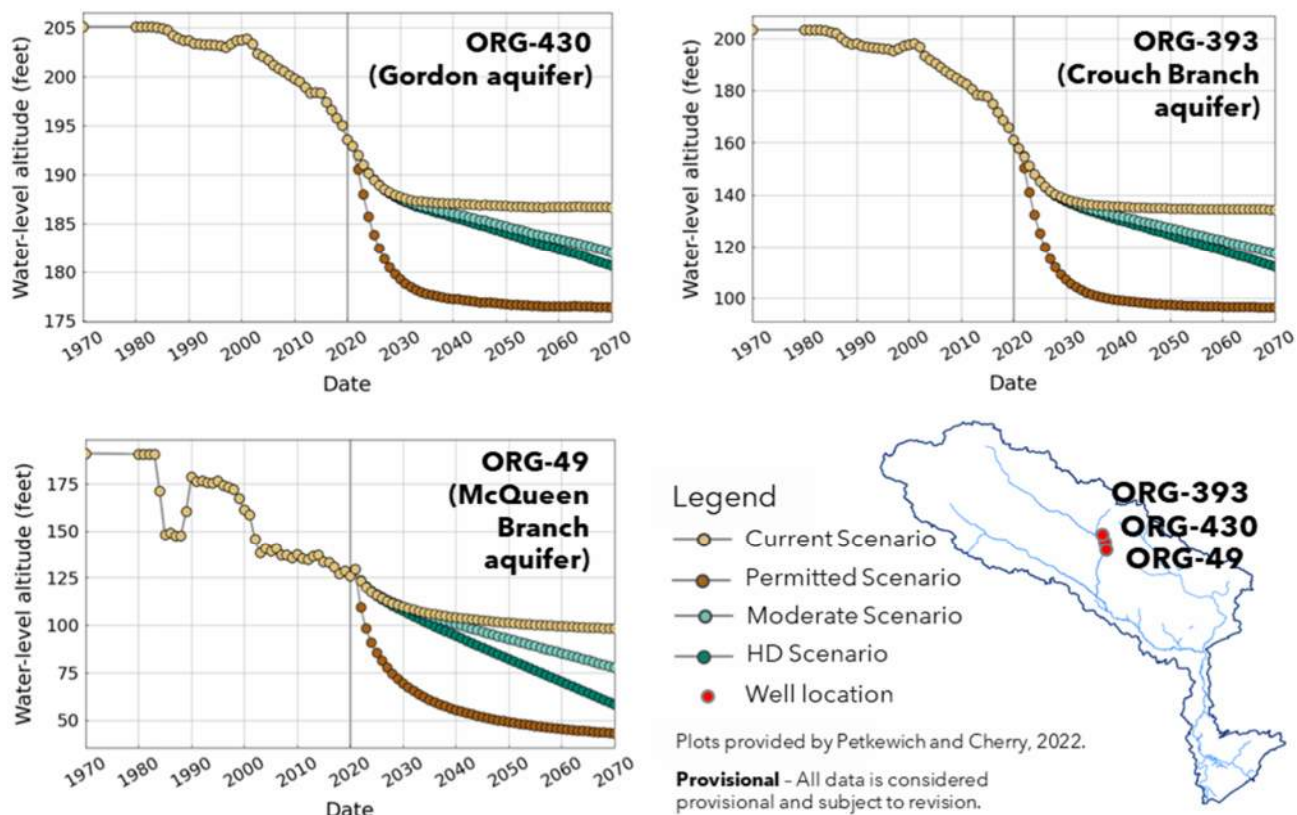 ORG-430
(Gordon aquifer)
Water-level altitude (feet)
205
200
195
190
185
180
175
1970
1980
1990
2000
2010
2020
2030
2040
2050
2060
2070
Date
ORG-393
(Crouch Branch
aquifer)
Water-level altitude (feet)
200
180
160
140
120
100
1970
1980
1990
2000
2010
2020
2030
2040
2050
2060
2070
Date
ORG-49
(McQueen
Branch
aquifer)
Water-level altitude (feet)
175
150
125
100
75
50
1970
1980
1990
2000
2010
2020
2030
2040
2050
2060
2070
Date
Legend
Current Scenario
Permitted Scenario
Moderate Scenario
HD Scenario
Well location
Plots provided by Petkewich and Cherry, 2022.
Provisional – All data is considered
provisional and subject to revision.
ORG-393
ORG-430
ORG-49